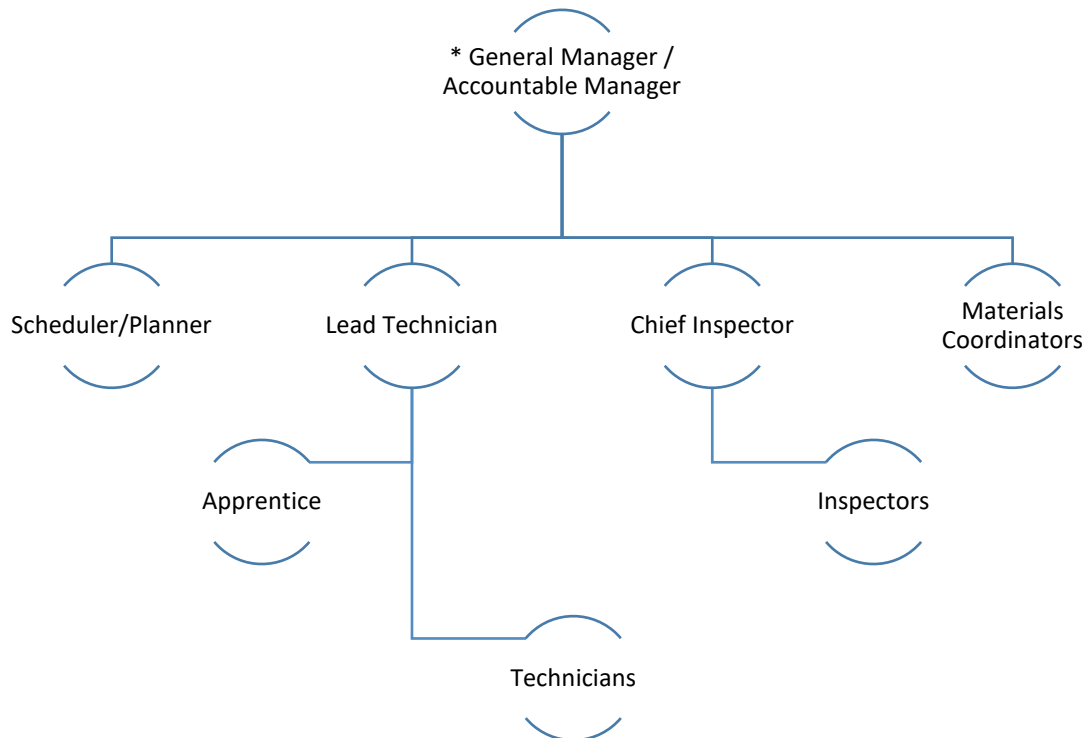 * General Manager /
Accountable Manager
Scheduler/Planner
Lead Technician
Chief Inspector
Materials
Coordinators
Apprentice
Inspectors
Technicians